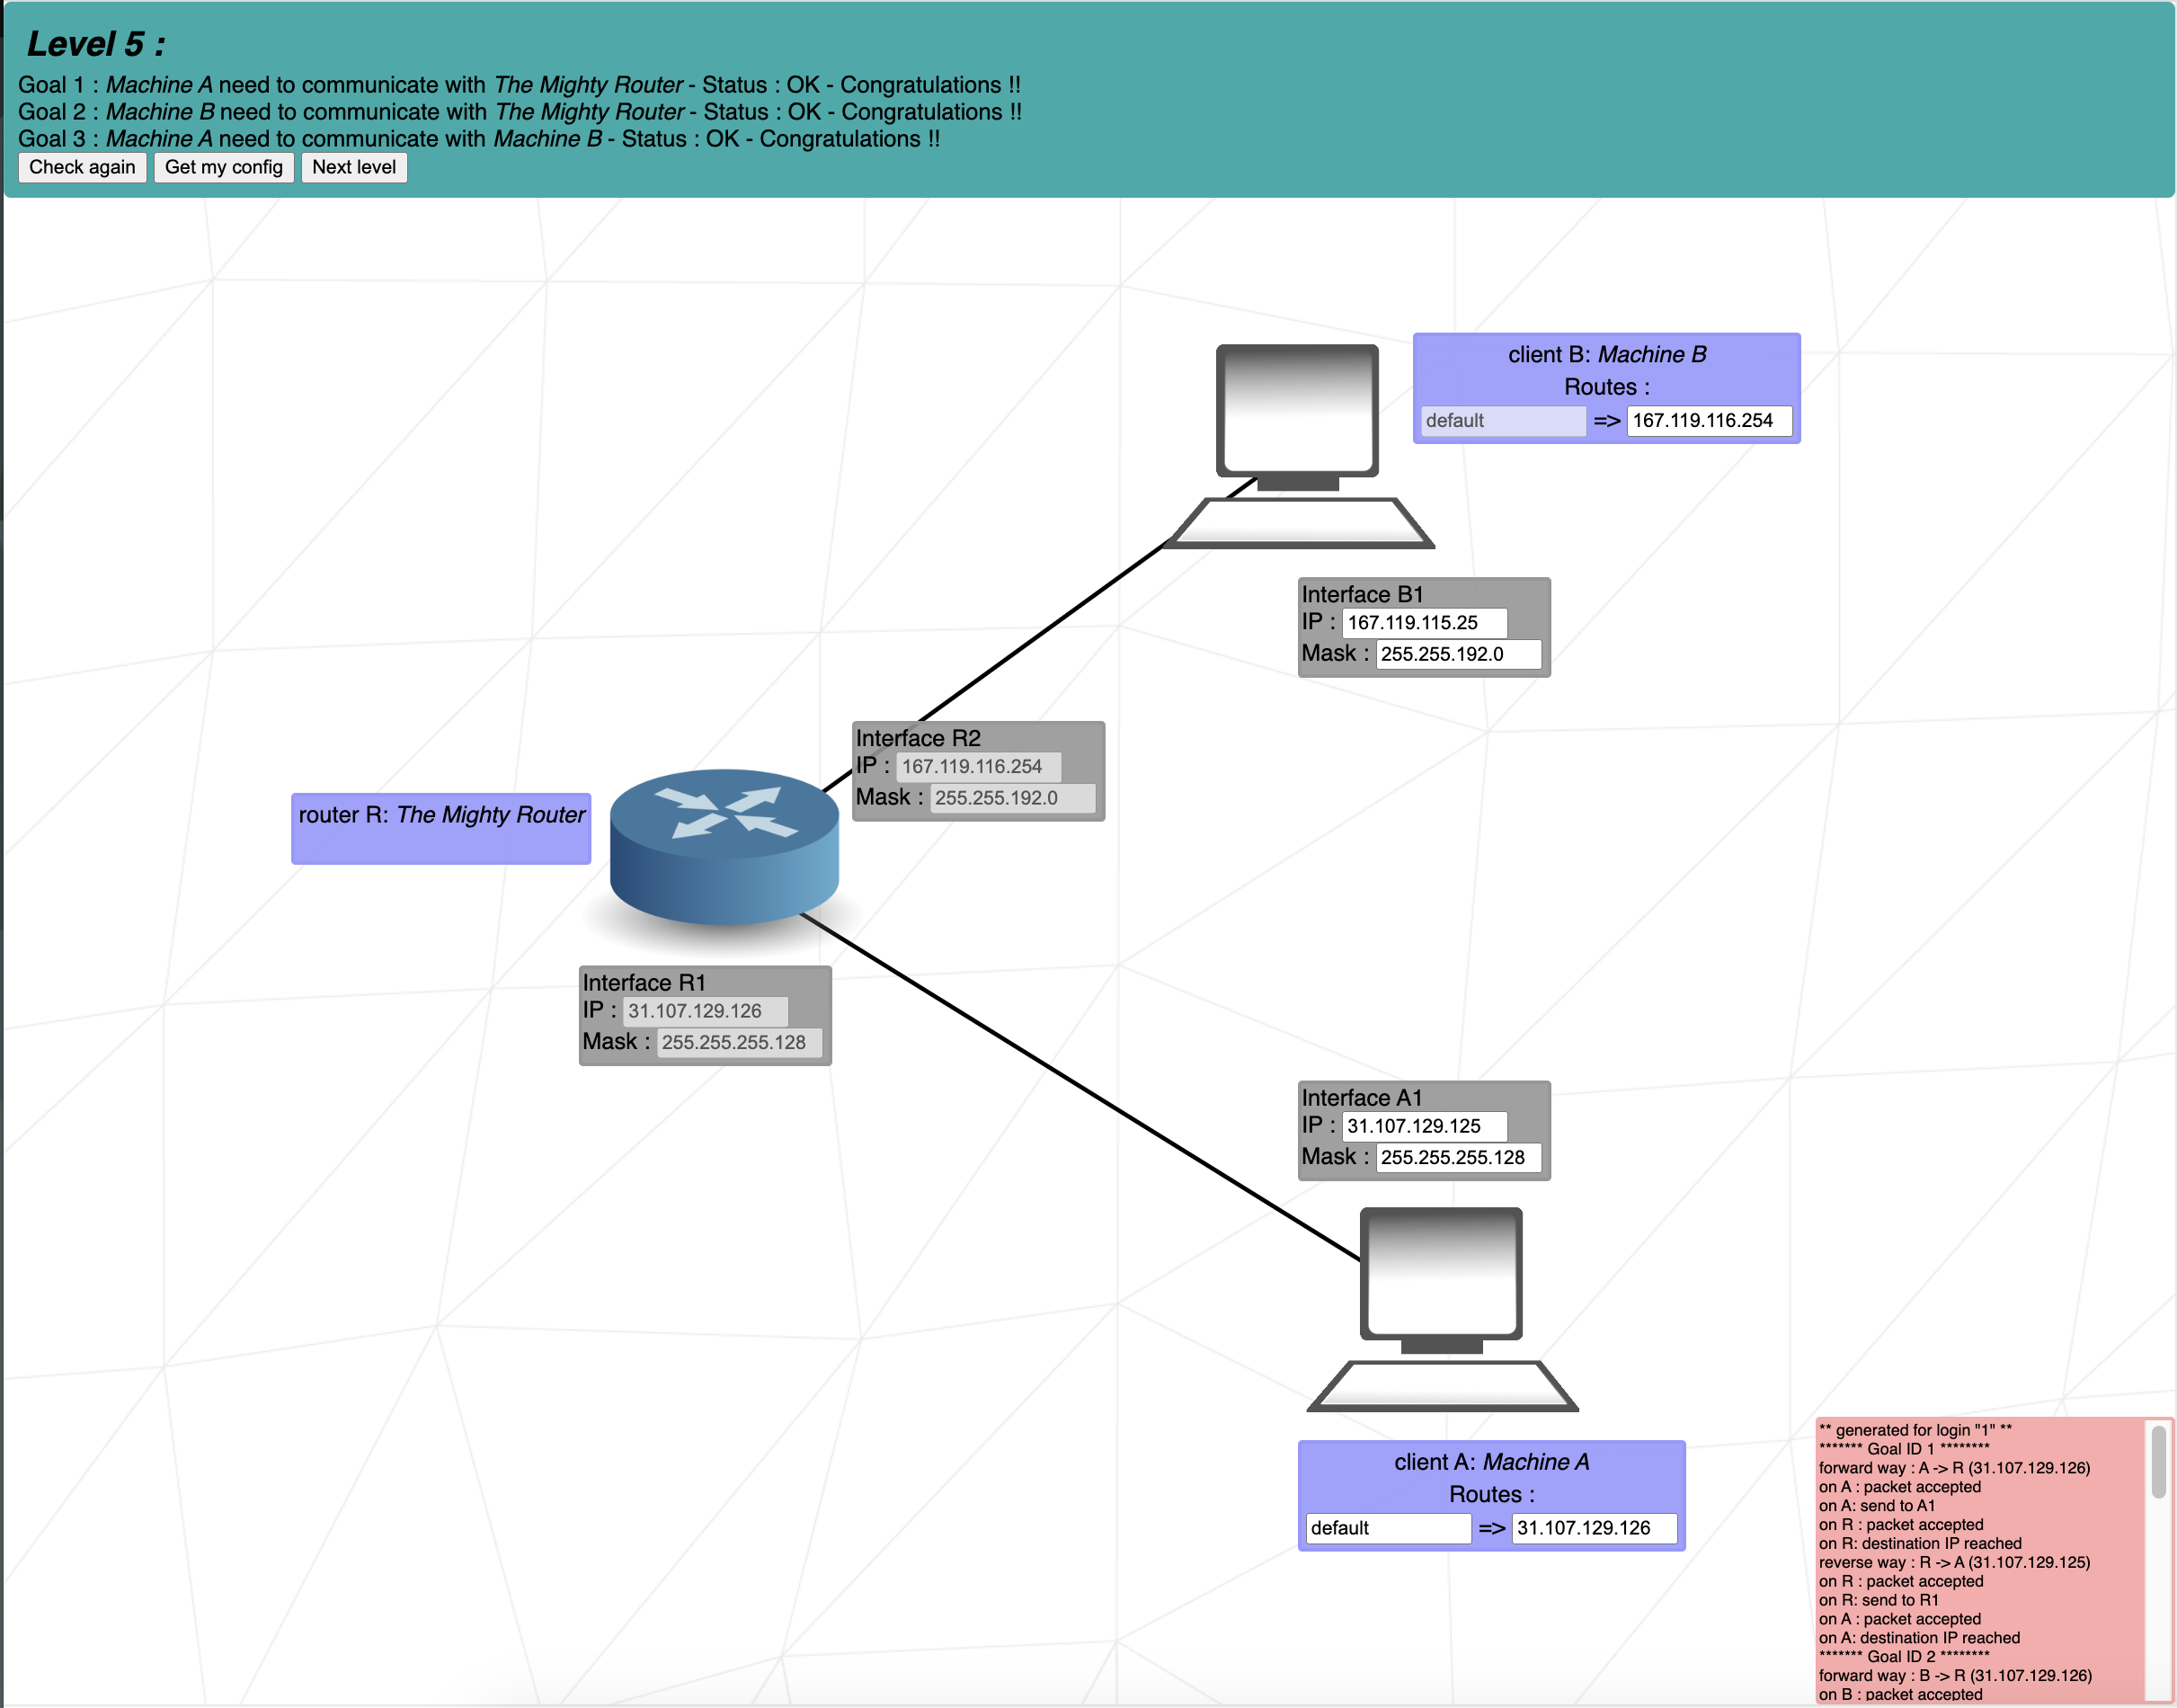 Level 5 :
Goal 1 : Machine A need to communicate with The Mighty Router - Status : OK - Congratulations !!
Goal 2 : Machine B need to communicate with The Mighty Router - Status : OK - Congratulations !!
Goal 3 : Machine A need to communicate with Machine B - Status : OK - Congratulations !!
Check again Get my config Next level
client B: Machine B
Routes :
default => 167.119.116.254
Interface B1
IP : 167.119.115.25
Mask : 255.255.192.0
Interface R2
IP : 167.119.116.254
Mask : 255.255.192.0
router R: The Mighty Router
Interface R1
IP : 31.107.129.126
Mask : 255.255.255.128
Interface A1
IP : 31.107.129.125
Mask : 255.255.255.128
client A: Machine A
Routes :
default => 31.107.129.126
** generated for login "1" **
******* Goal ID 1 ********
forward way : A -> R (31.107.129.126)
on A : packet accepted
on A: send to A1
on R : packet accepted
on R: destination IP reached
reverse way : R -> A (31.107.129.125)
on R : packet accepted
on R: send to R1
on A : packet accepted
on A: destination IP reached
******* Goal ID 2 ********
forward way : B -> R (31.107.129.126)
on B : packet accepted